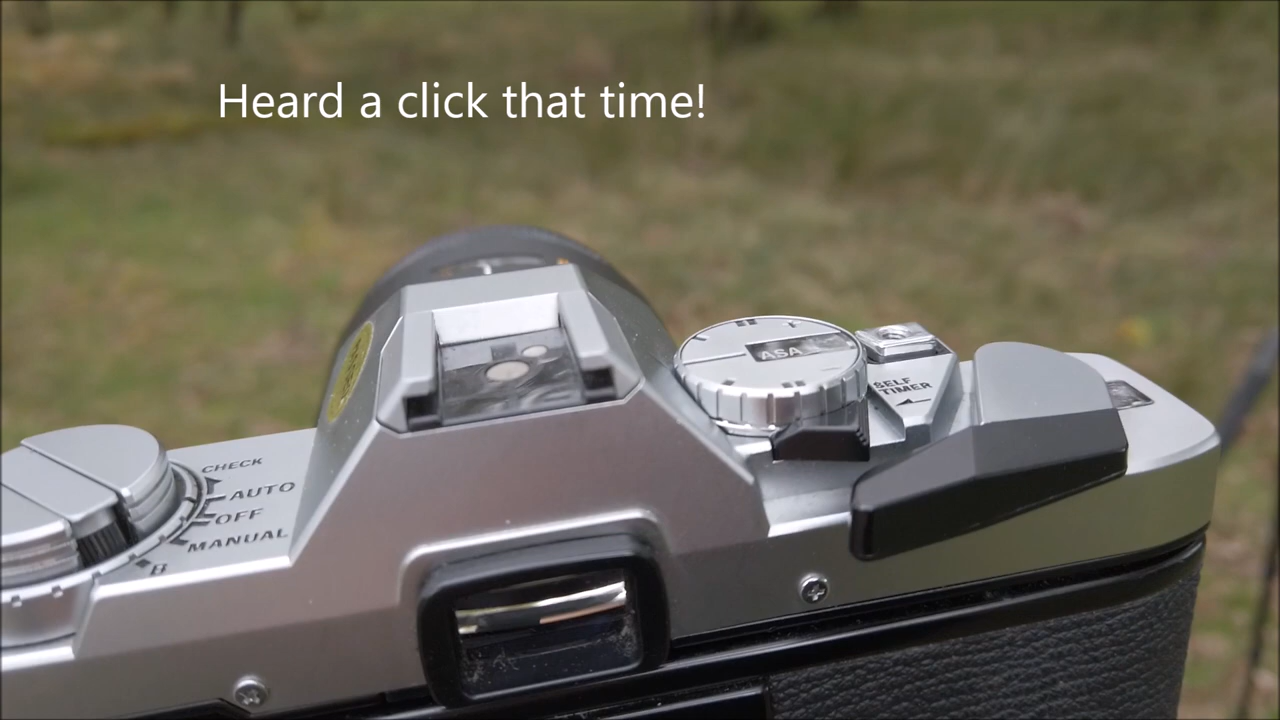 Heard a click that time!
ASA
SELF
TIMER
CHECK
AUTO
OFF
MANUAL
B